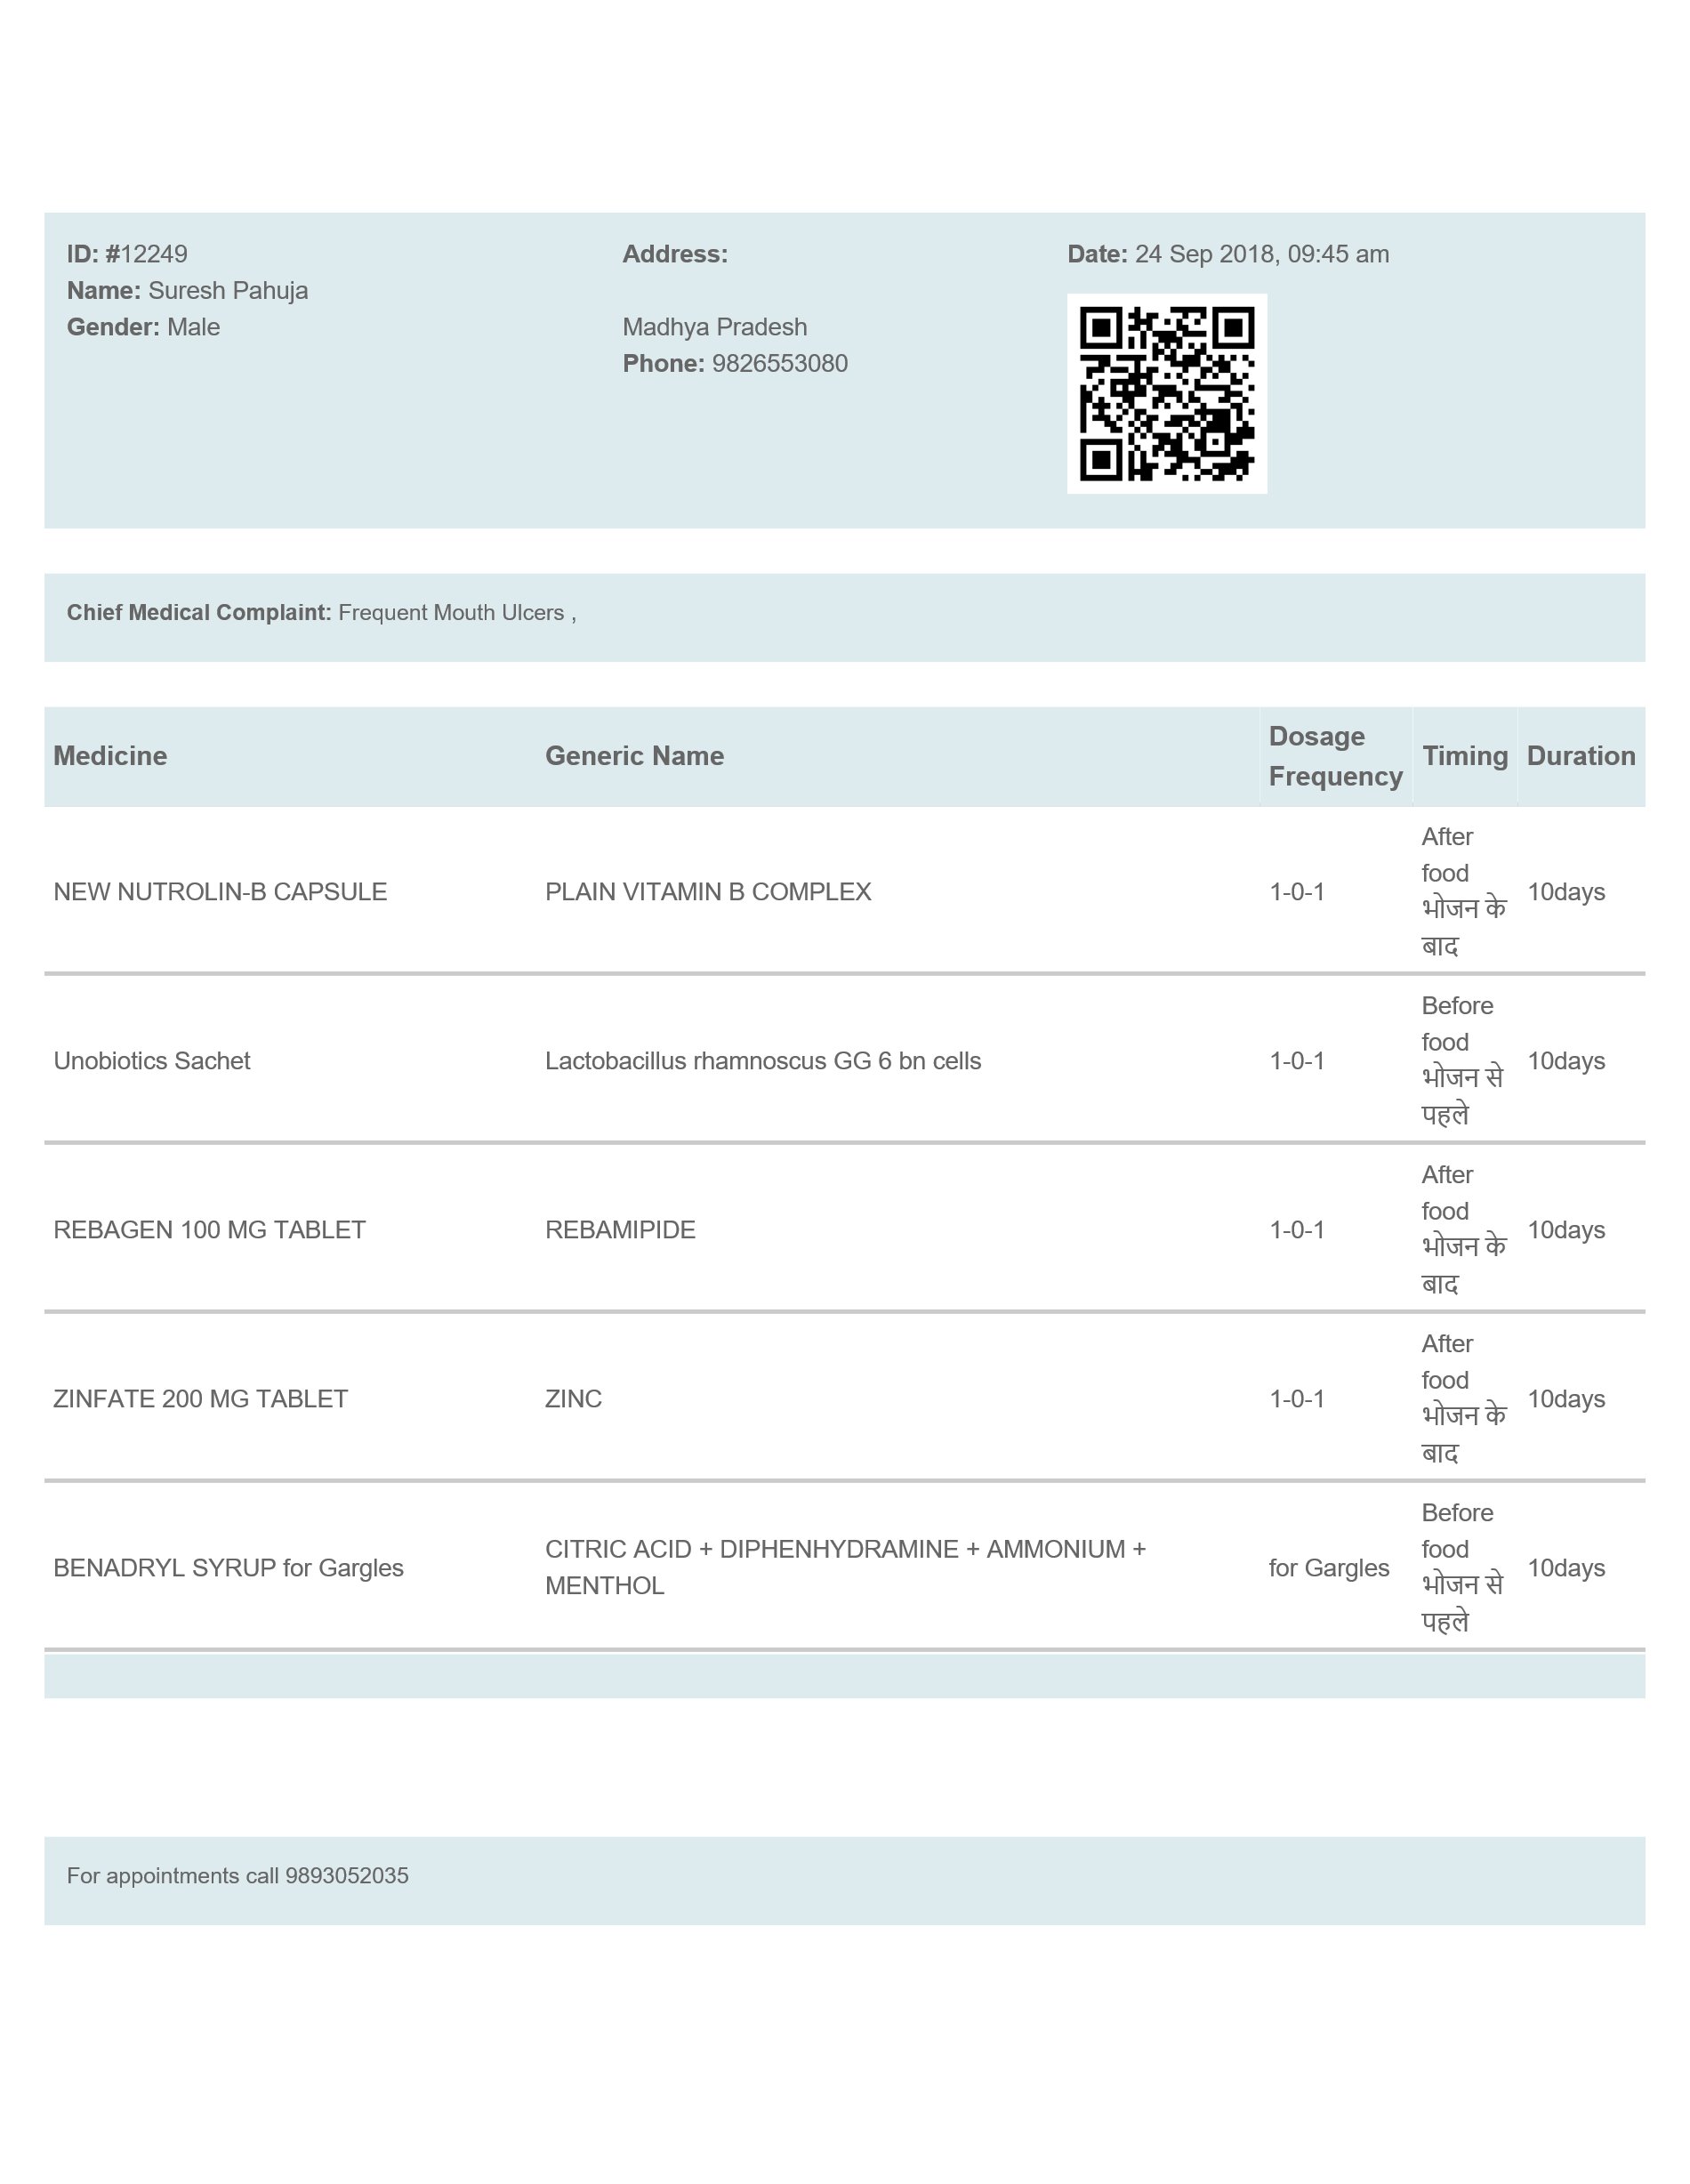 ID: #12249
Name: Suresh Pahuja
Gender: Male
Address:
Madhya Pradesh
Phone: 9826553080
Date: 24 Sep 2018, 09:45 am
Chief Medical Complaint: Frequent Mouth Ulcers ,
Medicine
Generic Name
Dosage
Frequency
Timing
Duration
NEW NUTROLIN-B CAPSULE
PLAIN VITAMIN B COMPLEX
1-0-1
After
food
भोजन के
बाद
10days
Unobiotics Sachet
Lactobacillus rhamnoscus GG 6 bn cells
1-0-1
Before
food
भोजन से
पहले
10days
REBAGEN 100 MG TABLET
REBAMIPIDE
1-0-1
After
food
भोजन के
बाद
10days
ZINFATE 200 MG TABLET
ZINC
1-0-1
After
food
भोजन के
बाद
10days
BENADRYL SYRUP for Gargles
CITRIC ACID + DIPHENHYDRAMINE + AMMONIUM +
MENTHOL
for Gargles
Before
food
भोजन से
पहले
10days
For appointments call 9893052035